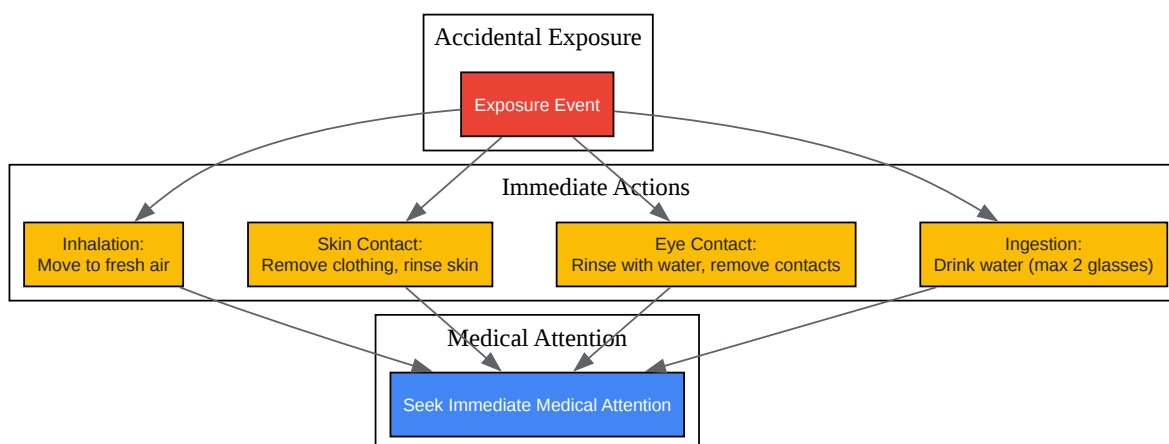 Accidental Exposure
Exposure Event
Immediate Actions
Inhalation:
Move to fresh air
Skin Contact:
Remove clothing, rinse skin
Eye Contact:
Rinse with water, remove contacts
Ingestion:
Drink water (max 2 glasses)
Medical Attention
Seek Immediate Medical Attention